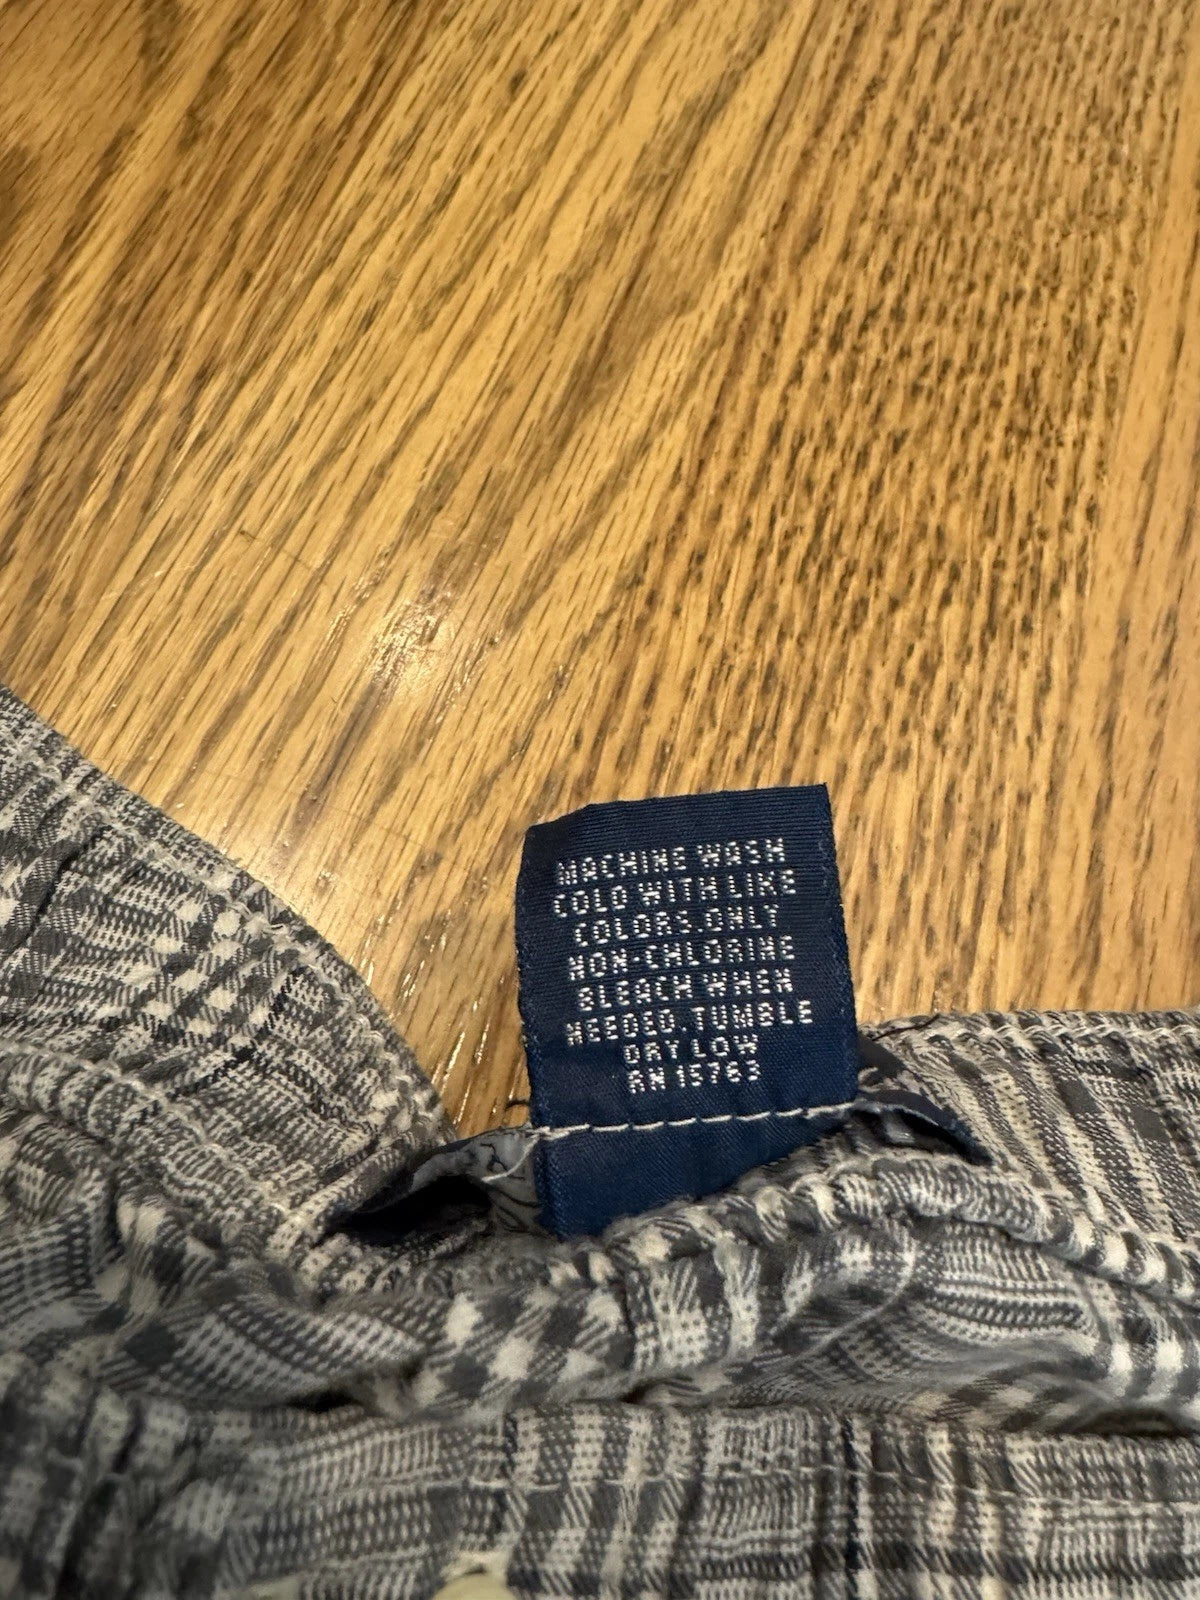 MACHINE WASH
COLD WITH LIKE
COLORS.ONLY
NON-CHLORINE
BLEACH WHEN
NEEDED.TUMBLE
DRY LOW
RN 15763